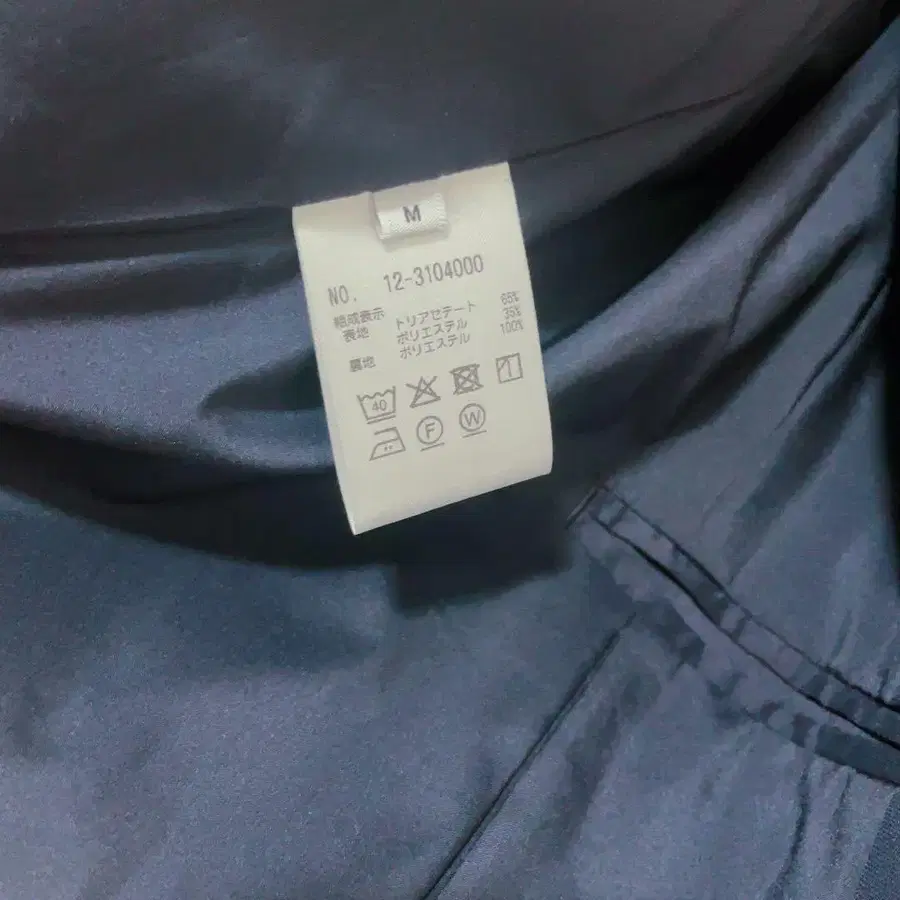 M
NO. 12-3104000
組成表示
表地 トリアセテート 65%
ポリエステル 35%
裏地 ポリエステル 100%
40
F W